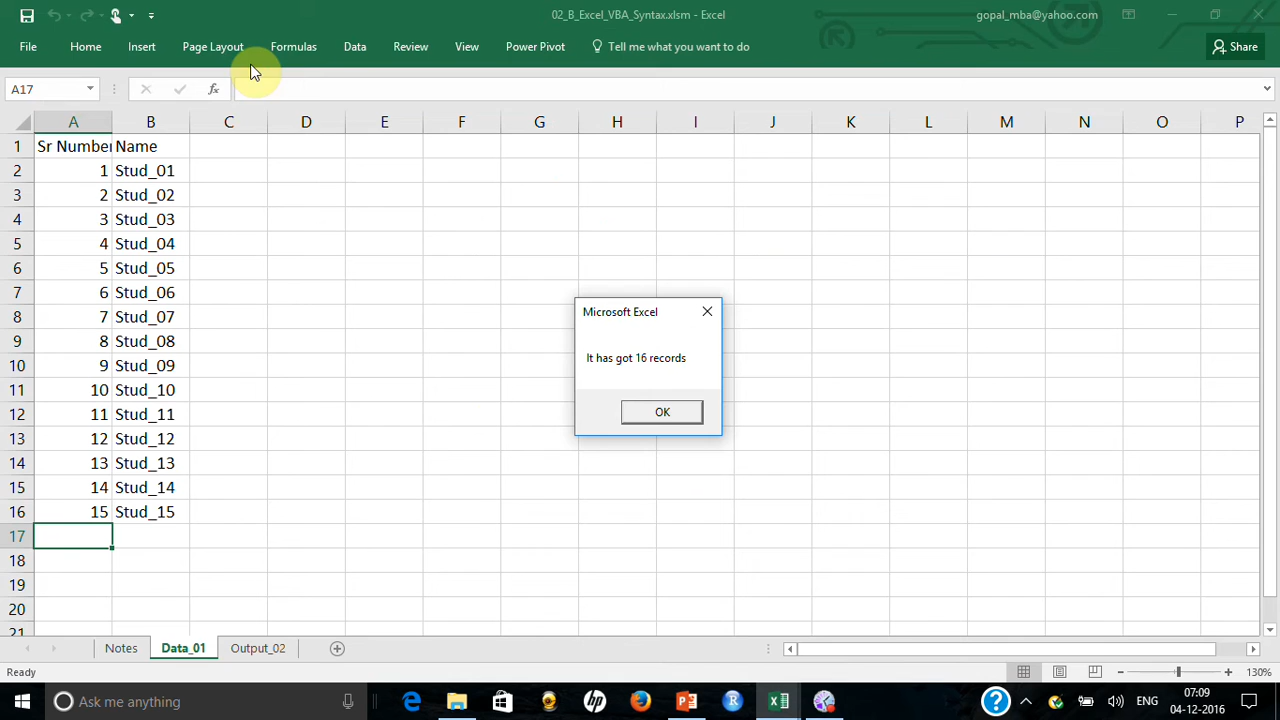 02_B_Excel_VBA_Syntax.xlsm - Excel
gopal_mba@yahoo.com
File Home Insert Page Layout Formulas Data Review View Power Pivot Tell me what you want to do Share
A17 fx
A B C D E F G H I J K L M N O P
1 Sr Number Name
2 1 Stud_01
3 2 Stud_02
4 3 Stud_03
5 4 Stud_04
6 5 Stud_05
7 6 Stud_06
8 7 Stud_07
9 8 Stud_08
10 9 Stud_09
11 10 Stud_10
12 11 Stud_11
13 12 Stud_12
14 13 Stud_13
15 14 Stud_14
16 15 Stud_15
17
18
19
20
21
Microsoft Excel
It has got 16 records
OK
Notes Data_01 Output_02
Ready 130%
Ask me anything ENG 07:09
04-12-2016